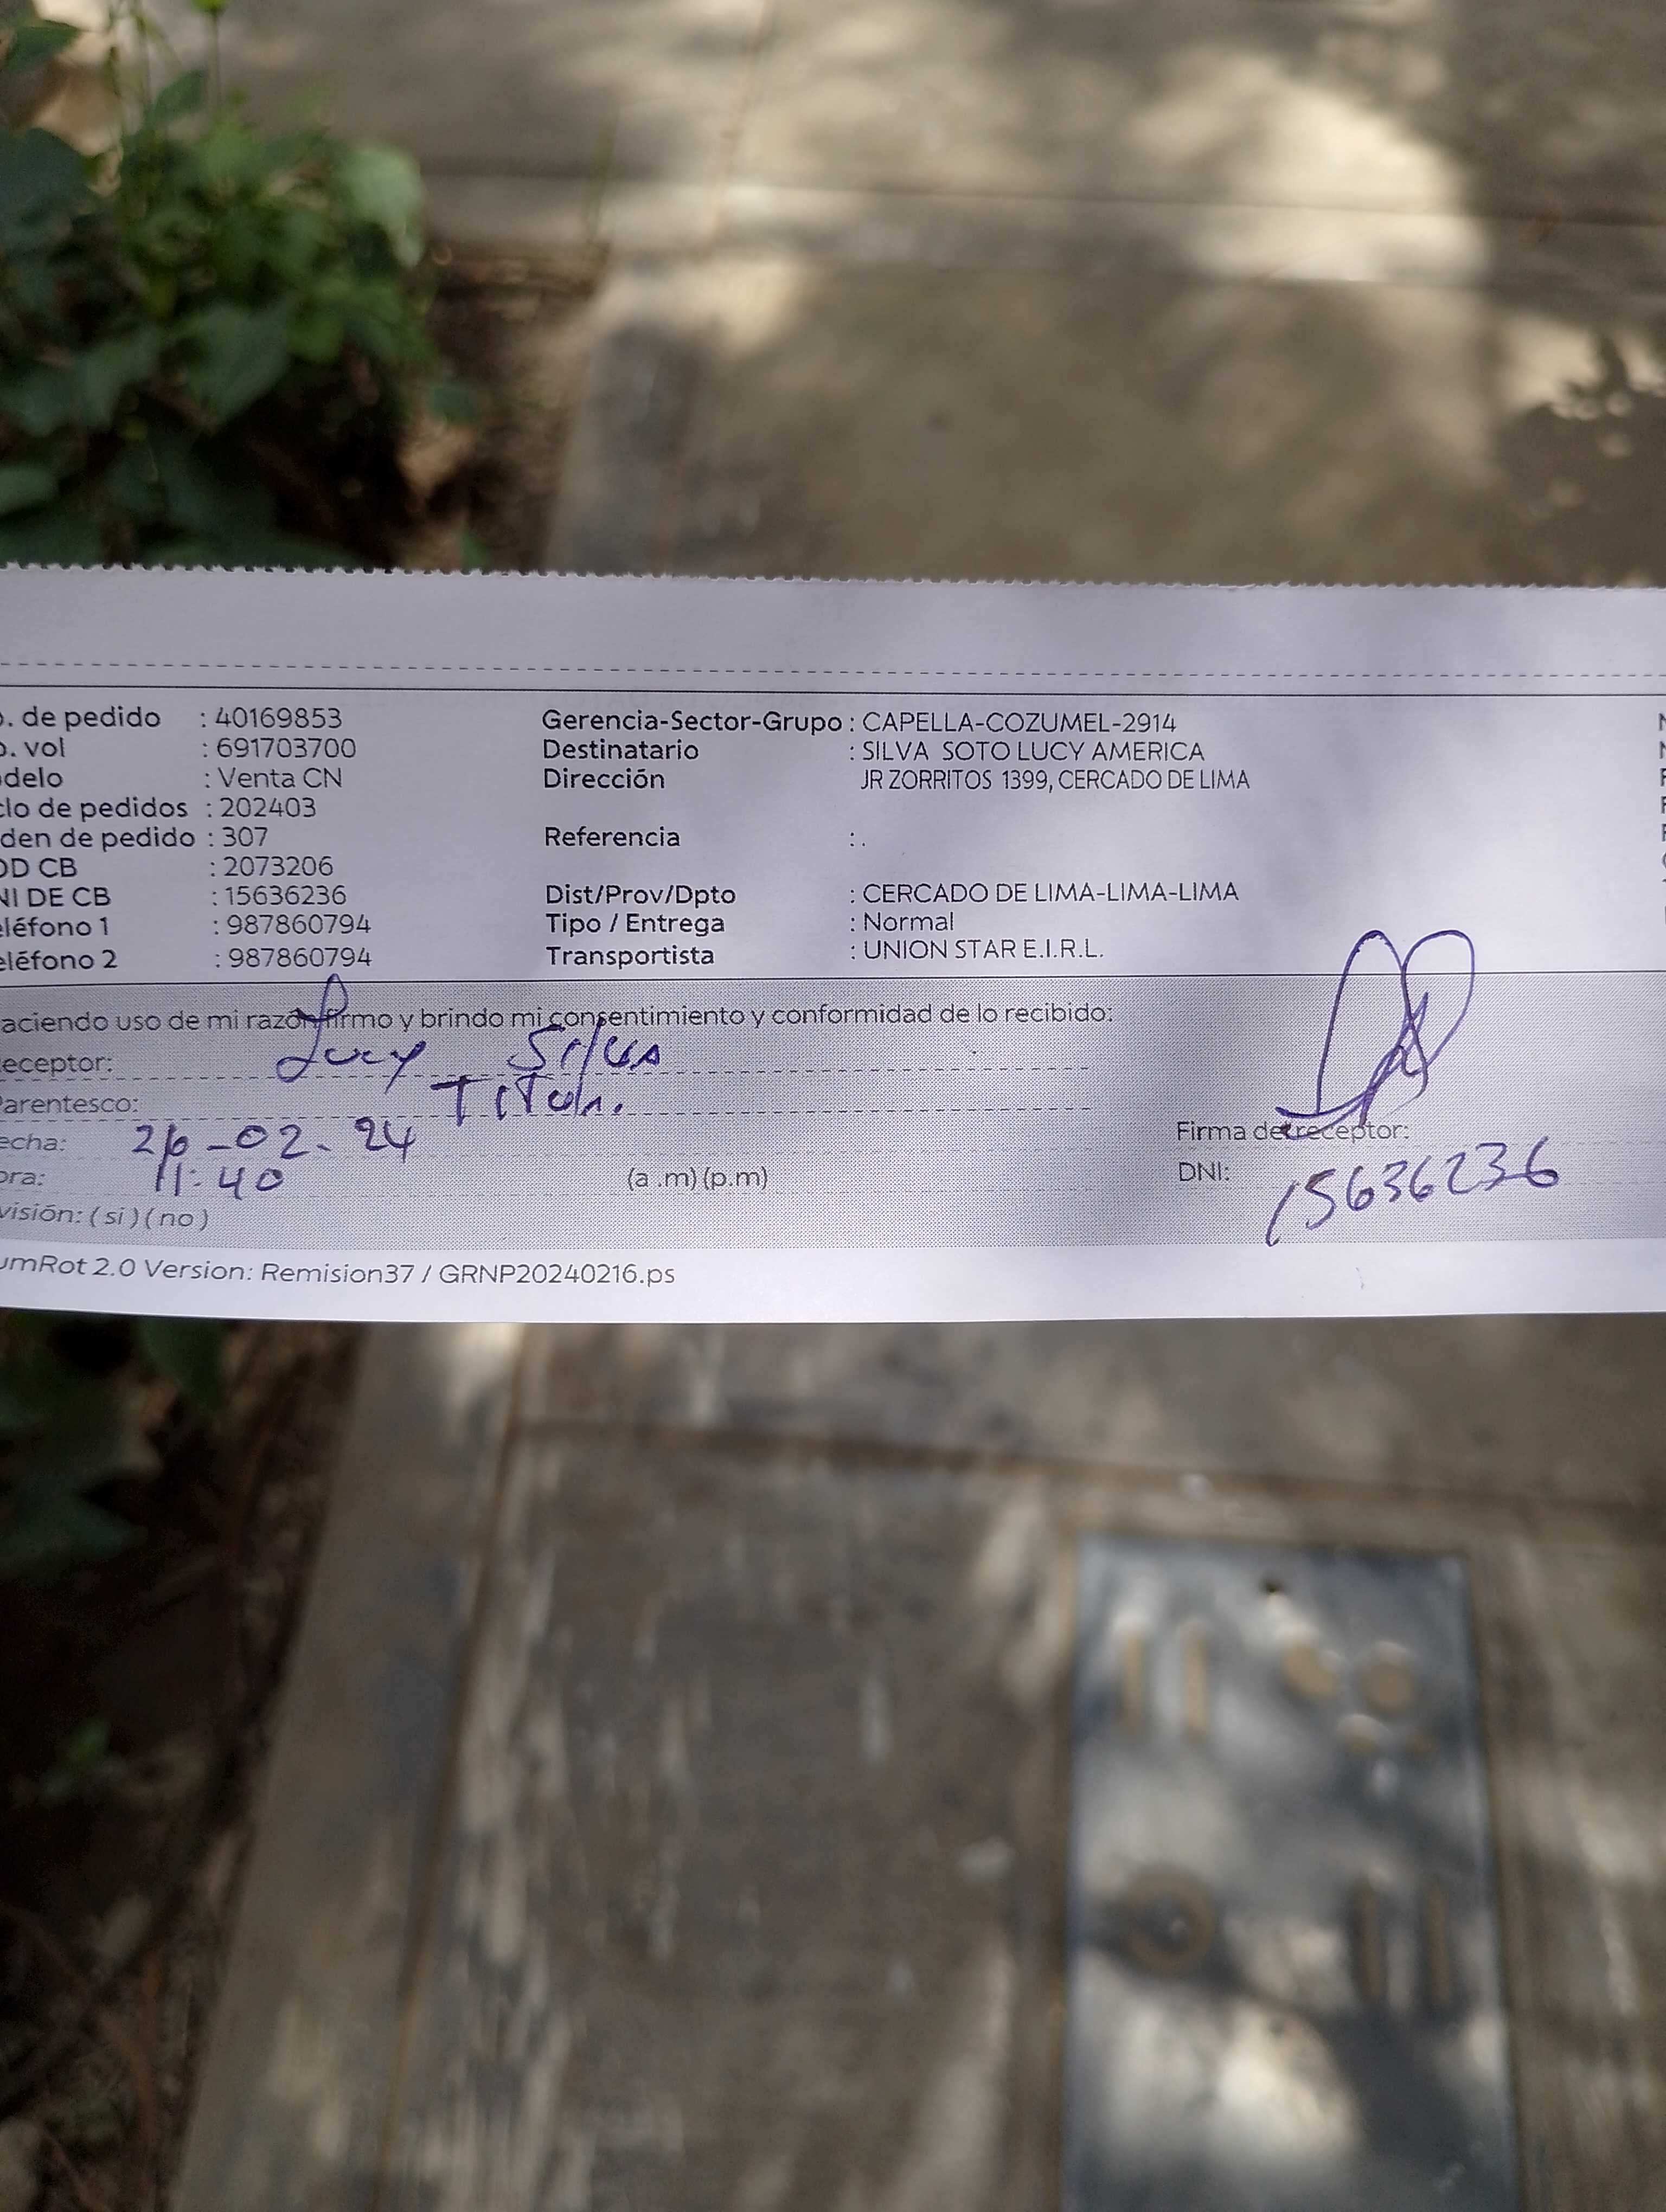 o. de pedido : 40169853 Gerencia-Sector-Grupo : CAPELLA-COZUMEL-2914
o. vol : 691703700 Destinatario : SILVA SOTO LUCY AMERICA
delo : Venta CN Dirección JR ZORRITOS 1399, CERCADO DE LIMA
clo de pedidos : 202403
den de pedido : 307 Referencia : .
OD CB : 2073206
NI DE CB : 15636236 Dist/Prov/Dpto : CERCADO DE LIMA-LIMA-LIMA
eléfono 1 : 987860794 Tipo / Entrega : Normal
eléfono 2 : 987860794 Transportista : UNION STAR E.I.R.L.
aciendo uso de mi razón firmo y brindo mi consentimiento y conformidad de lo recibido:
eceptor: Lucy Silva
Parentesco: Titular.
echa: 26-02-24 Firma de receptor:
ora: 11:40 (a .m) (p.m) DNI: 15636236
visión: ( si ) ( no )
umRot 2.0 Version: Remision37 / GRNP20240216.ps